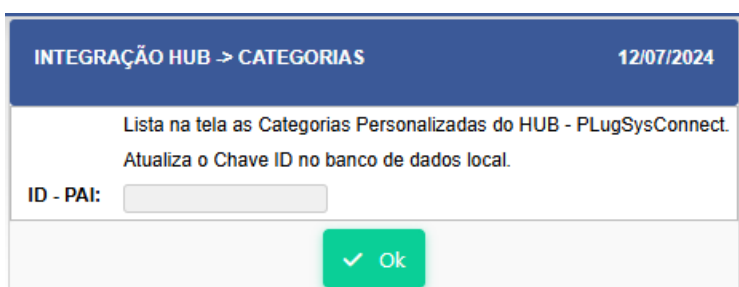 INTEGRAÇÃO HUB -> CATEGORIAS 12/07/2024
Lista na tela as Categorias Personalizadas do HUB - PLugSysConnect.
Atualiza o Chave ID no banco de dados local.
ID - PAI:
Ok